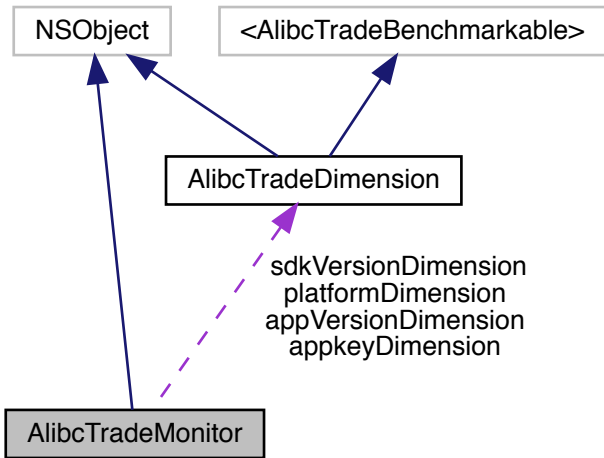 NSObject
<AlibcTradeBenchmarkable>
AlibcTradeDimension
sdkVersionDimension
platformDimension
appVersionDimension
appkeyDimension
AlibcTradeMonitor